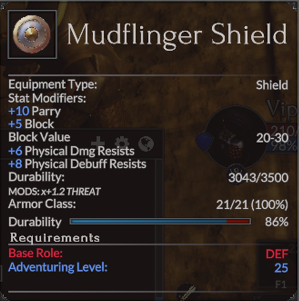 Mudflinger Shield
Equipment Type: Shield
Stat Modifiers:
+10 Parry
+5 Block
Block Value 20-30
+6 Physical Dmg Resists
+8 Physical Debuff Resists
Durability: 3043/3500
MODS: x+1.2 THREAT
Armor Class: 21/21 (100%)
Durability 86%
Requirements
Base Role: DEF
Adventuring Level: 25
F1